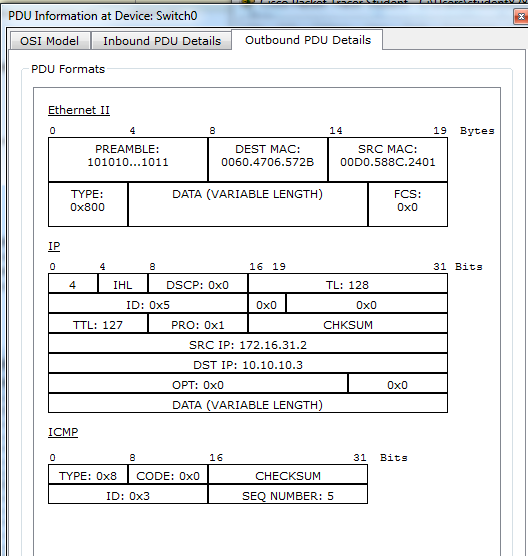 PDU Information at Device: Switch0
OSI Model Inbound PDU Details Outbound PDU Details
PDU Formats
Ethernet II
0 4 8 14 19 Bytes
PREAMBLE: DEST MAC: SRC MAC:
101010...1011 0060.4706.572B 00D0.588C.2401
TYPE: DATA (VARIABLE LENGTH) FCS:
0x800 0x0
IP
0 4 8 16 19 31 Bits
4 IHL DSCP: 0x0 TL: 128
ID: 0x5 0x0 0x0
TTL: 127 PRO: 0x1 CHKSUM
SRC IP: 172.16.31.2
DST IP: 10.10.10.3
OPT: 0x0 0x0
DATA (VARIABLE LENGTH)
ICMP
0 8 16 31 Bits
TYPE: 0x8 CODE: 0x0 CHECKSUM
ID: 0x3 SEQ NUMBER: 5